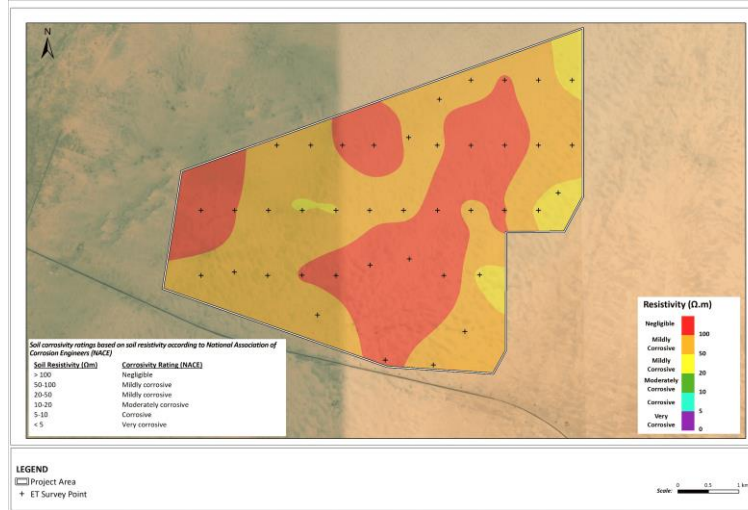 N
Soil corrosivity ratings based on soil resistivity according to National Association of
Corrosion Engineers (NACE)
Soil Resistivity (Ωm) Corrosivity Rating (NACE)
> 100 Negligible
50-100 Mildly corrosive
20-50 Mildly corrosive
10-20 Moderately corrosive
5-10 Corrosive
< 5 Very corrosive
Resistivity (Ω.m)
Negligible
100
Mildly
Corrosive
50
Mildly
Corrosive
20
Moderately
Corrosive
10
Corrosive
5
Very
Corrosive
0
LEGEND
Project Area
+ ET Survey Point
Scale: 0 0.5 1 km